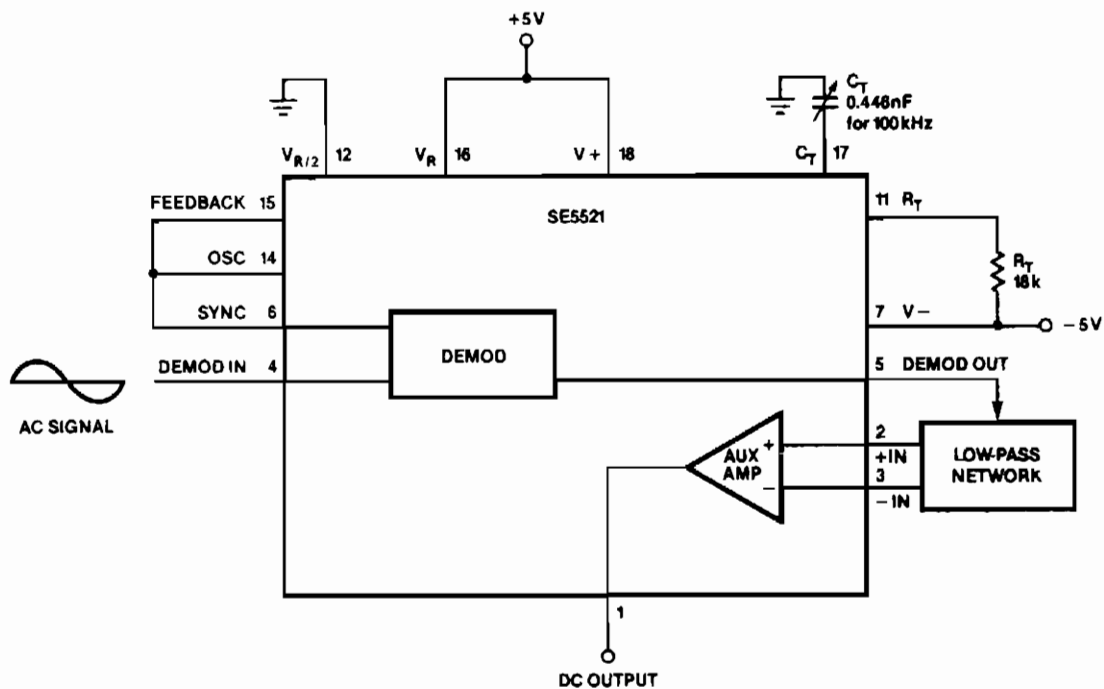 +5V
C_T
0.448nF
for 100kHz
V_R/2 12
V_R 16
V+ 18
C_T 17
FEEDBACK 15
SE5521
11 R_T
OSC 14
R_T
18k
SYNC 6
7 V−
−5V
DEMOD
DEMOD IN 4
5 DEMOD OUT
AC SIGNAL
2
+IN
3
−IN
+
AUX
AMP
−
LOW-PASS
NETWORK
1
DC OUTPUT